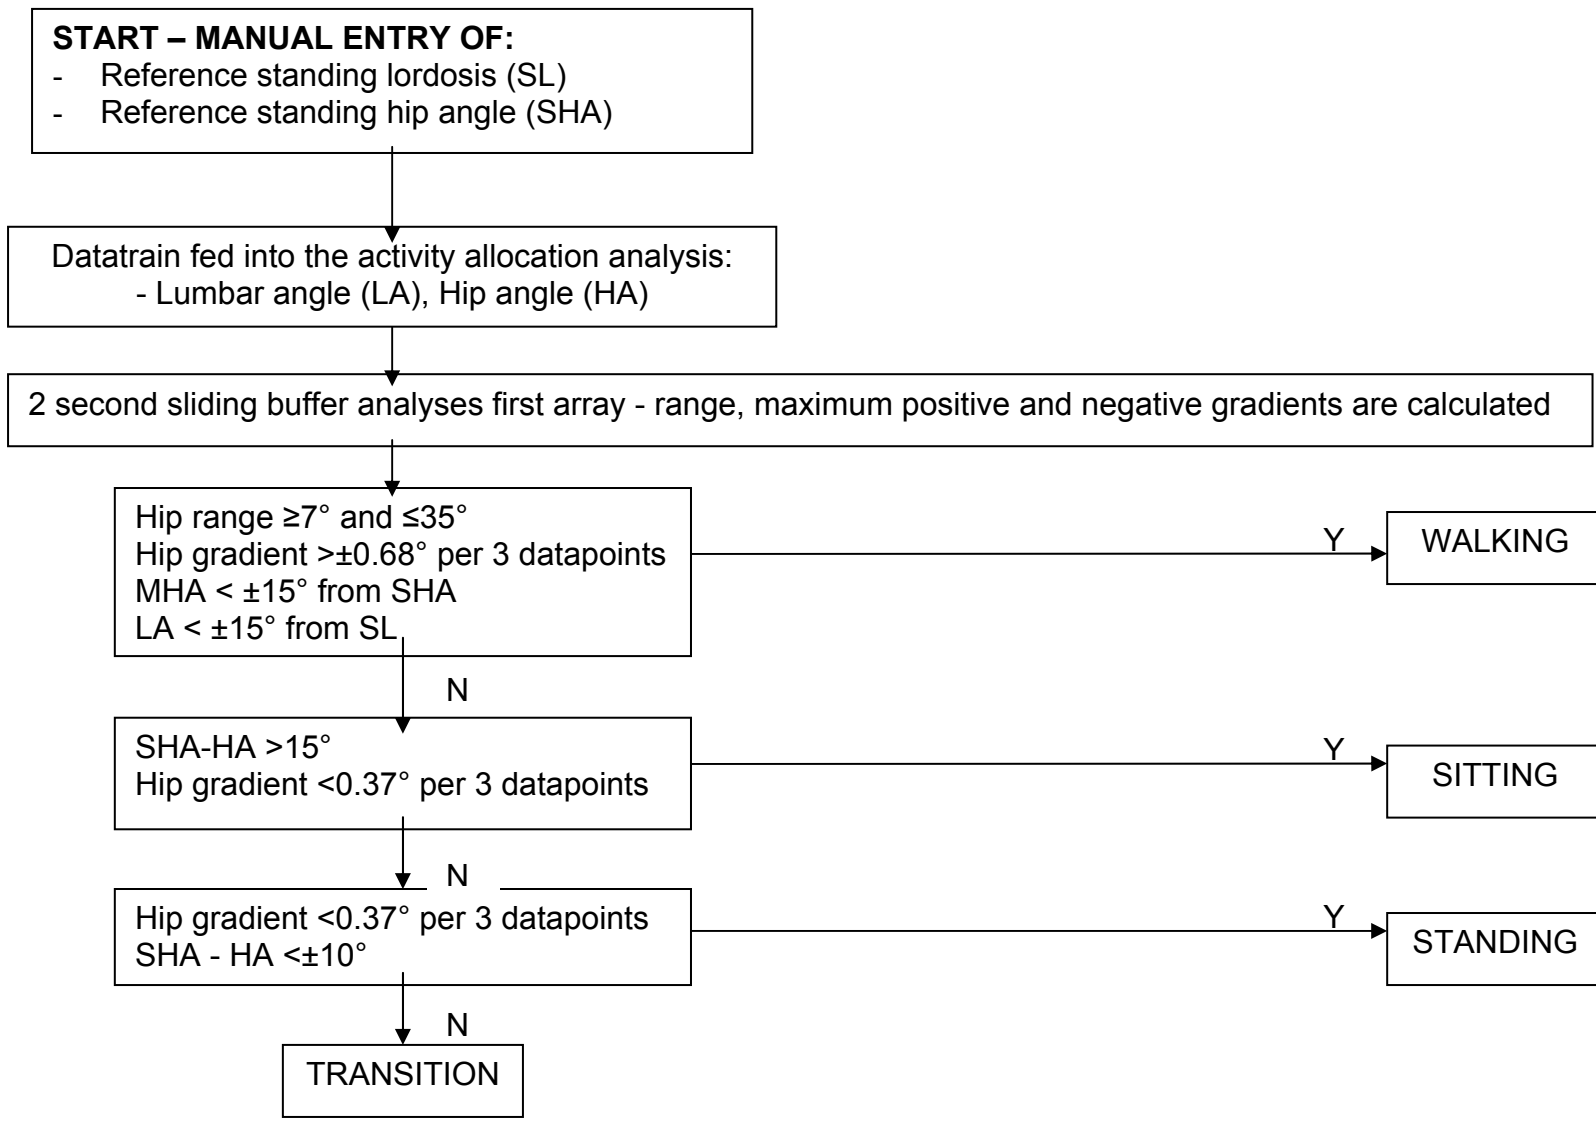 START – MANUAL ENTRY OF:
- Reference standing lordosis (SL)
- Reference standing hip angle (SHA)
Datatrain fed into the activity allocation analysis:
- Lumbar angle (LA), Hip angle (HA)
2 second sliding buffer analyses first array - range, maximum positive and negative gradients are calculated
Hip range ≥7° and ≤35°
Hip gradient >±0.68° per 3 datapoints
MHA < ±15° from SHA
LA < ±15° from SL
Y
WALKING
N
SHA-HA >15°
Hip gradient <0.37° per 3 datapoints
Y
SITTING
N
Hip gradient <0.37° per 3 datapoints
SHA - HA <±10°
Y
STANDING
N
TRANSITION